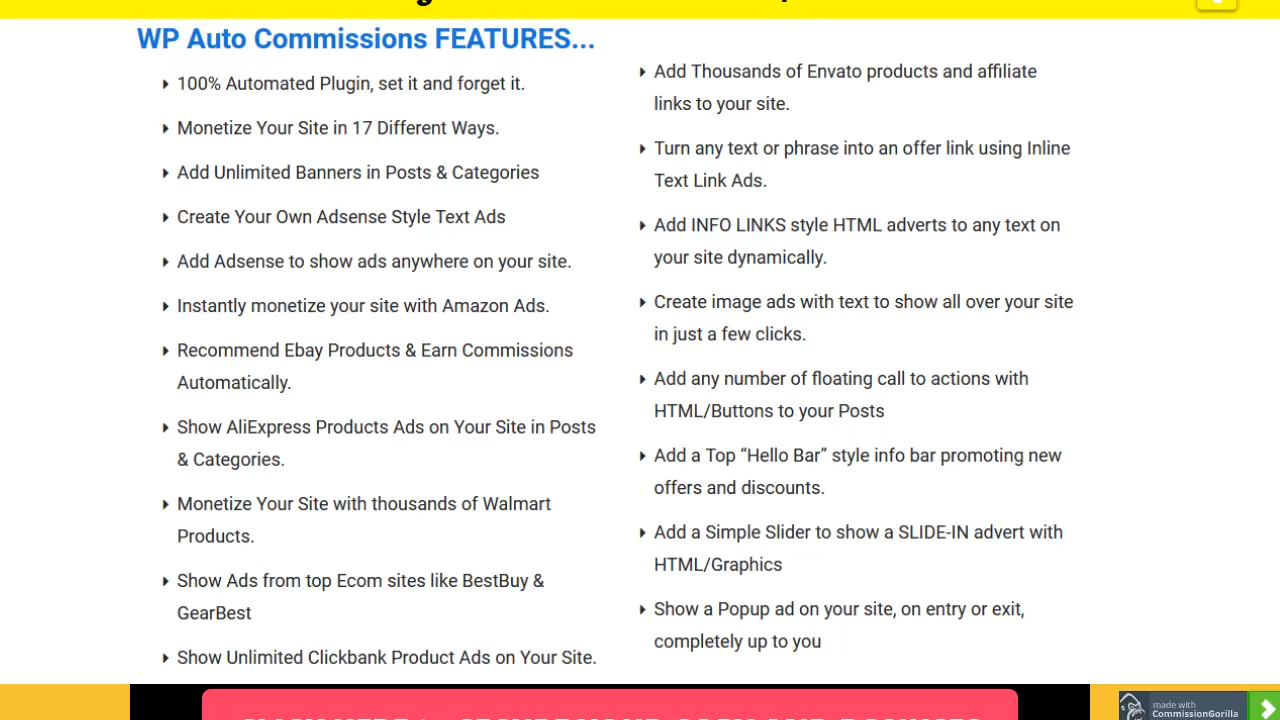 WP Auto Commissions FEATURES...
100% Automated Plugin, set it and forget it.
Monetize Your Site in 17 Different Ways.
Add Unlimited Banners in Posts & Categories
Create Your Own Adsense Style Text Ads
Add Adsense to show ads anywhere on your site.
Instantly monetize your site with Amazon Ads.
Recommend Ebay Products & Earn Commissions
Automatically.
Show AliExpress Products Ads on Your Site in Posts
& Categories.
Monetize Your Site with thousands of Walmart
Products.
Show Ads from top Ecom sites like BestBuy &
GearBest
Show Unlimited Clickbank Product Ads on Your Site.
Add Thousands of Envato products and affiliate
links to your site.
Turn any text or phrase into an offer link using Inline
Text Link Ads.
Add INFO LINKS style HTML adverts to any text on
your site dynamically.
Create image ads with text to show all over your site
in just a few clicks.
Add any number of floating call to actions with
HTML/Buttons to your Posts
Add a Top “Hello Bar” style info bar promoting new
offers and discounts.
Add a Simple Slider to show a SLIDE-IN advert with
HTML/Graphics
Show a Popup ad on your site, on entry or exit,
completely up to you
made with
CommissionGorilla